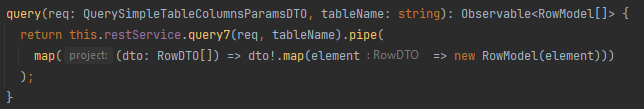 query(req: QuerySimpleTableColumnsParamsDTO, tableName: string): Observable<RowModel[]> {
return this.restService.query7(req, tableName).pipe(
map( project: (dto: RowDTO[]) => dto!.map(element : RowDTO => new RowModel(element)))
);
}